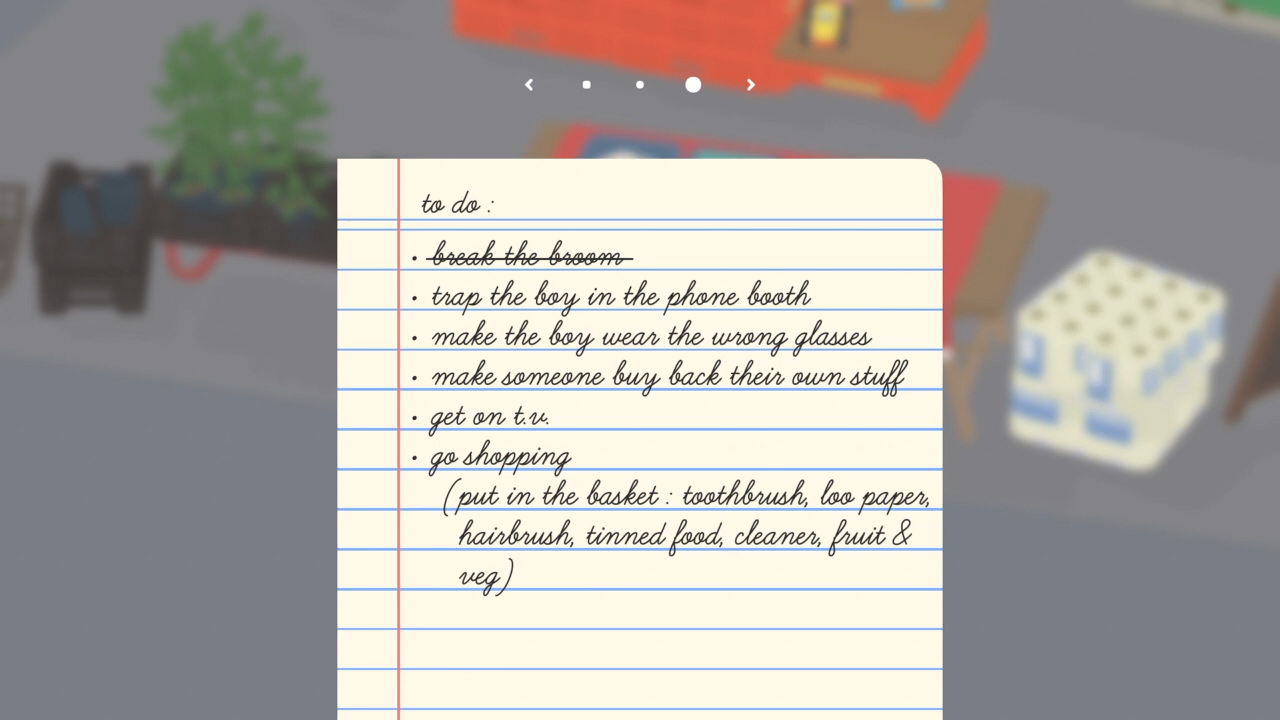 to do :
• break the broom
• trap the boy in the phone booth
• make the boy wear the wrong glasses
• make someone buy back their own stuff
• get on t.v.
• go shopping
(put in the basket : toothbrush, loo paper,
hairbrush, tinned food, cleaner, fruit &
veg)